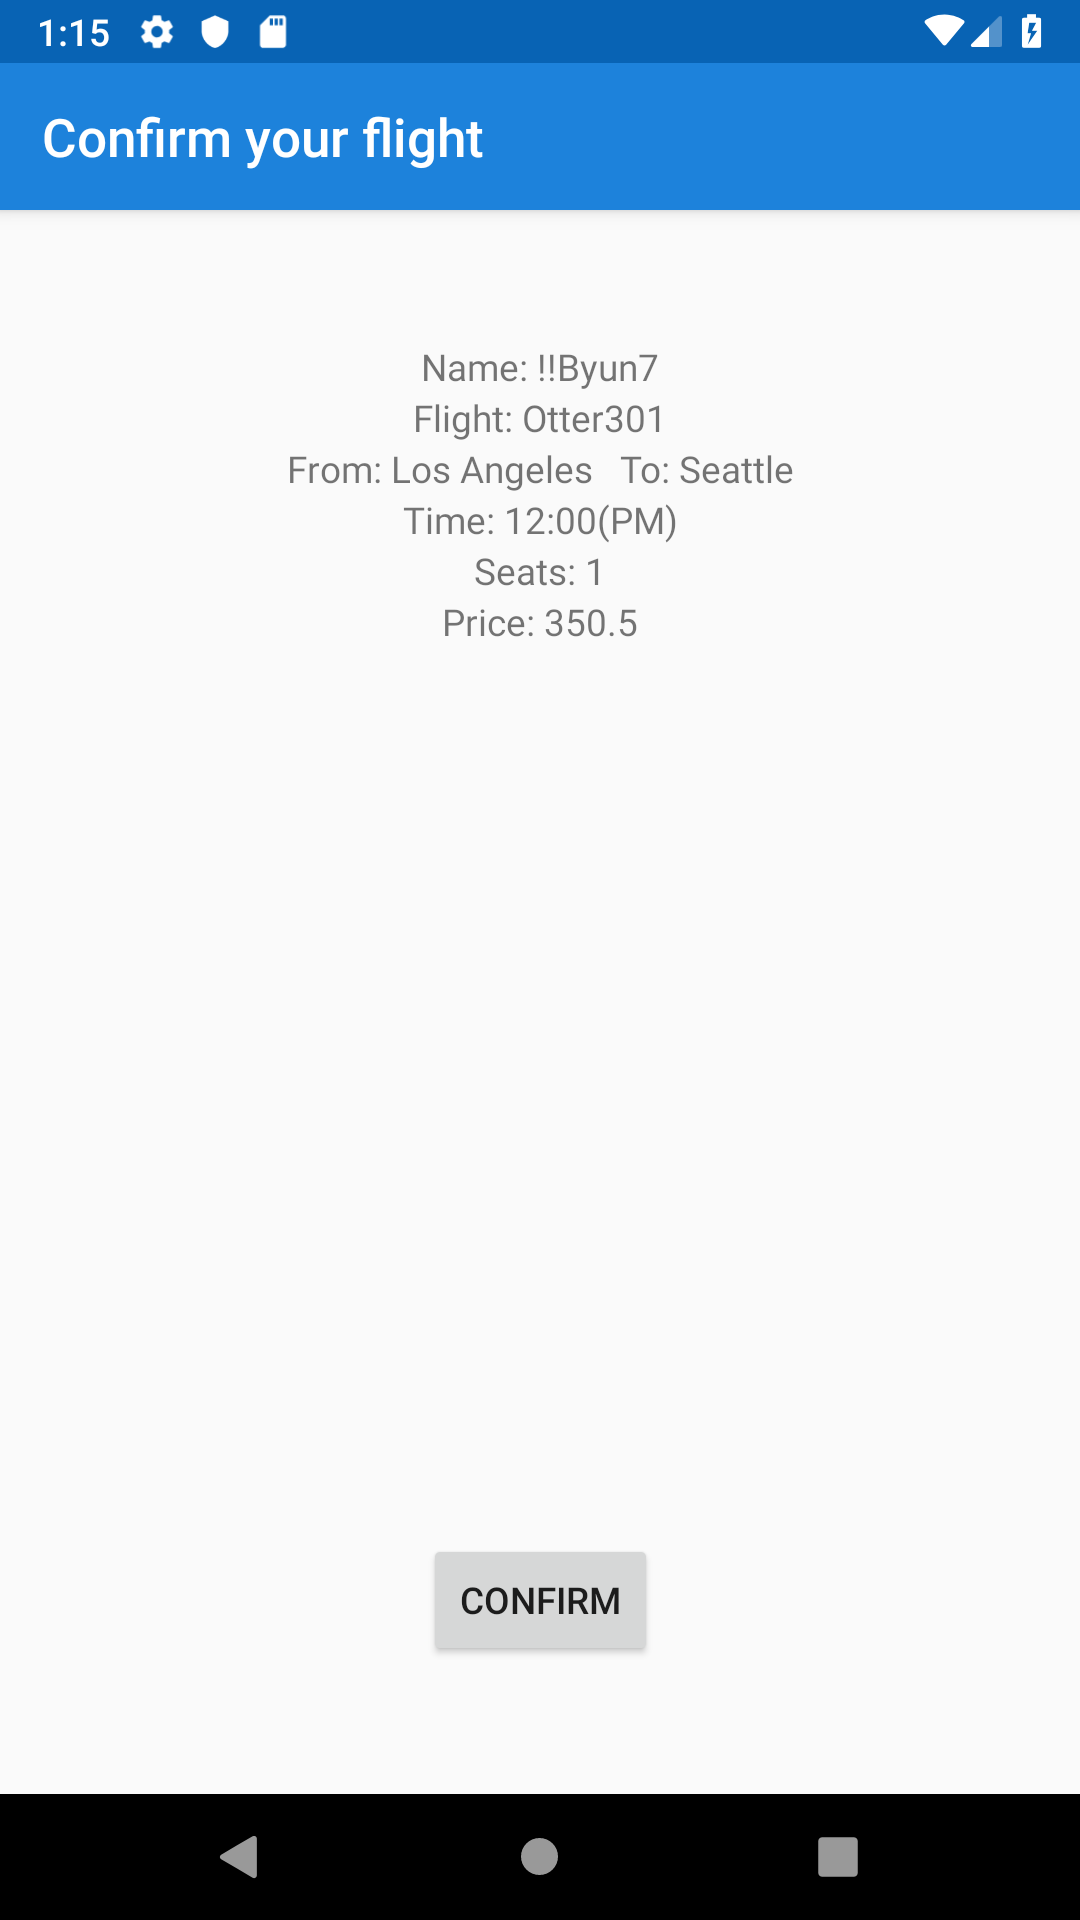 1:15
Confirm your flight
Name: !!Byun7
Flight: Otter301
From: Los Angeles   To: Seattle
Time: 12:00(PM)
Seats: 1
Price: 350.5
CONFIRM